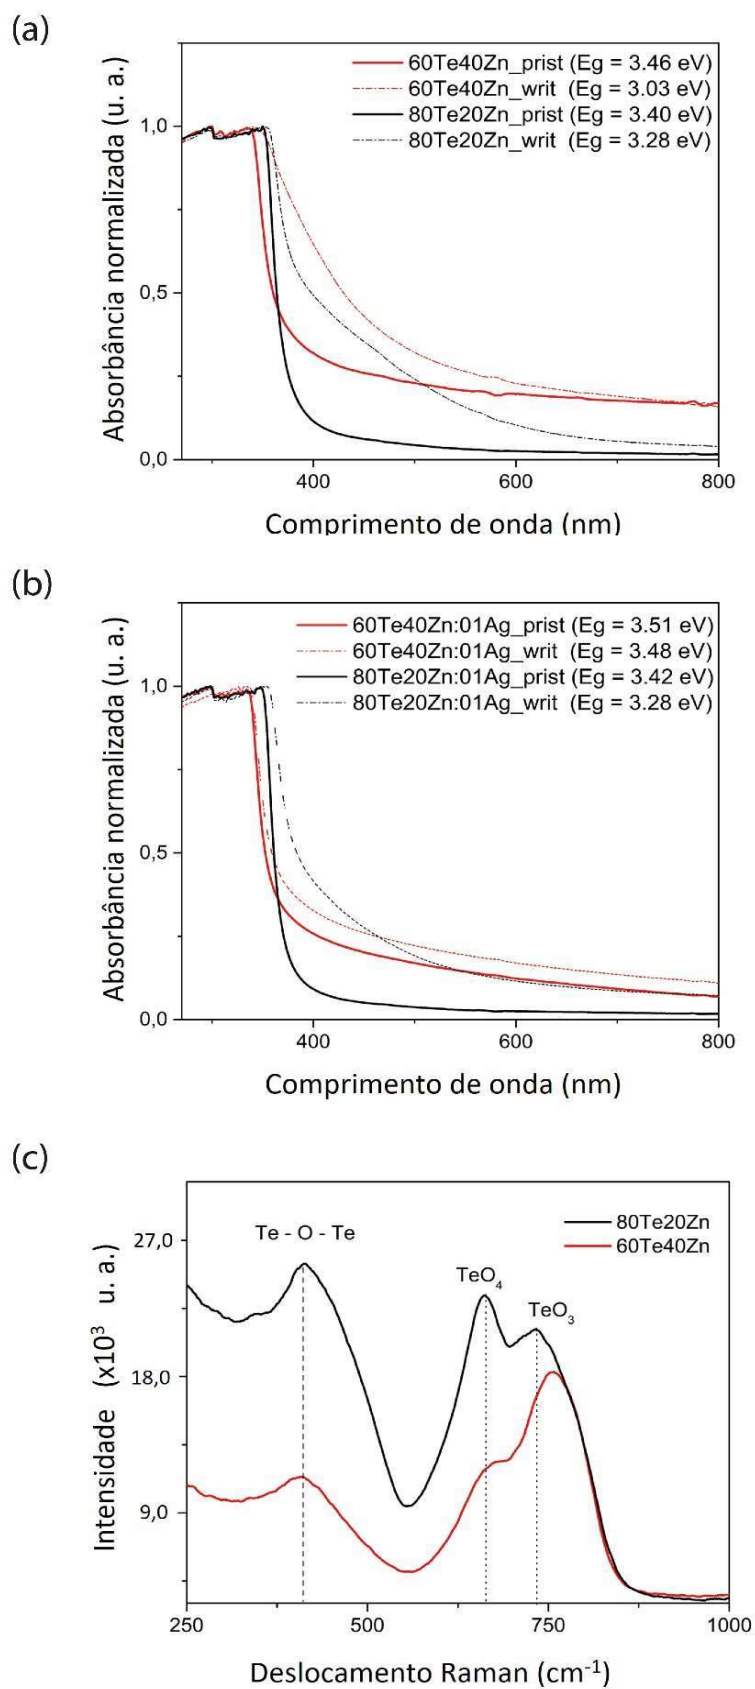 (a)
60Te40Zn_prist (Eg = 3.46 eV)
60Te40Zn_writ (Eg = 3.03 eV)
80Te20Zn_prist (Eg = 3.40 eV)
80Te20Zn_writ (Eg = 3.28 eV)
Absorbância normalizada (u. a.)
1,0
0,5
0,0
400
600
800
Comprimento de onda (nm)
(b)
60Te40Zn:01Ag_prist (Eg = 3.51 eV)
60Te40Zn:01Ag_writ (Eg = 3.48 eV)
80Te20Zn:01Ag_prist (Eg = 3.42 eV)
80Te20Zn:01Ag_writ (Eg = 3.28 eV)
Absorbância normalizada (u. a.)
1,0
0,5
0,0
400
600
800
Comprimento de onda (nm)
(c)
80Te20Zn
60Te40Zn
Te - O - Te
TeO₄
TeO₃
Intensidade (x10³ u. a.)
27,0
18,0
9,0
250
500
750
1000
Deslocamento Raman (cm⁻¹)